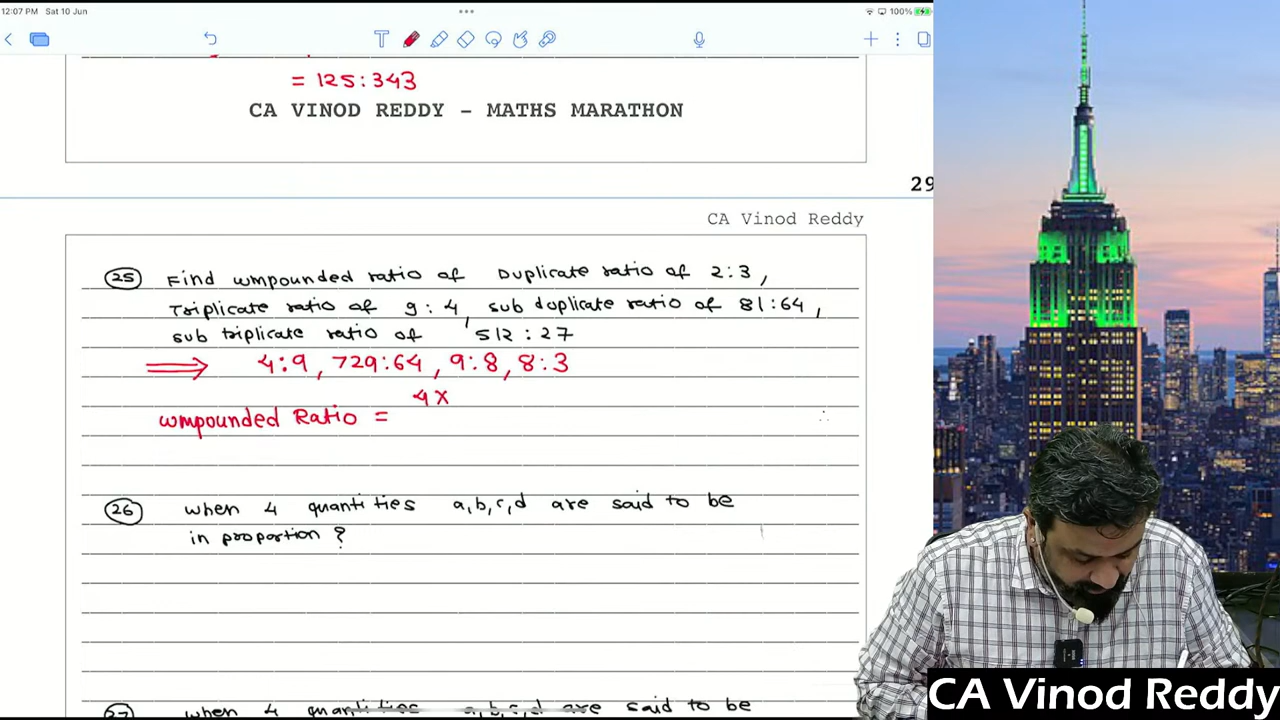 12:07 PM Sat 10 Jun
100%
= 125:343
CA VINOD REDDY - MATHS MARATHON
29
CA Vinod Reddy
25 Find compounded ratio of Duplicate ratio of 2:3,
Triplicate ratio of 9:4, sub duplicate ratio of 81:64,
sub triplicate ratio of 512:27
⟹ 4:9, 729:64, 9:8, 8:3
4×
compounded Ratio =
26 when 4 quantities a,b,c,d are said to be
in proportion ?
27 when 4 quantities a,b,c,d are said to be
CA Vinod Reddy